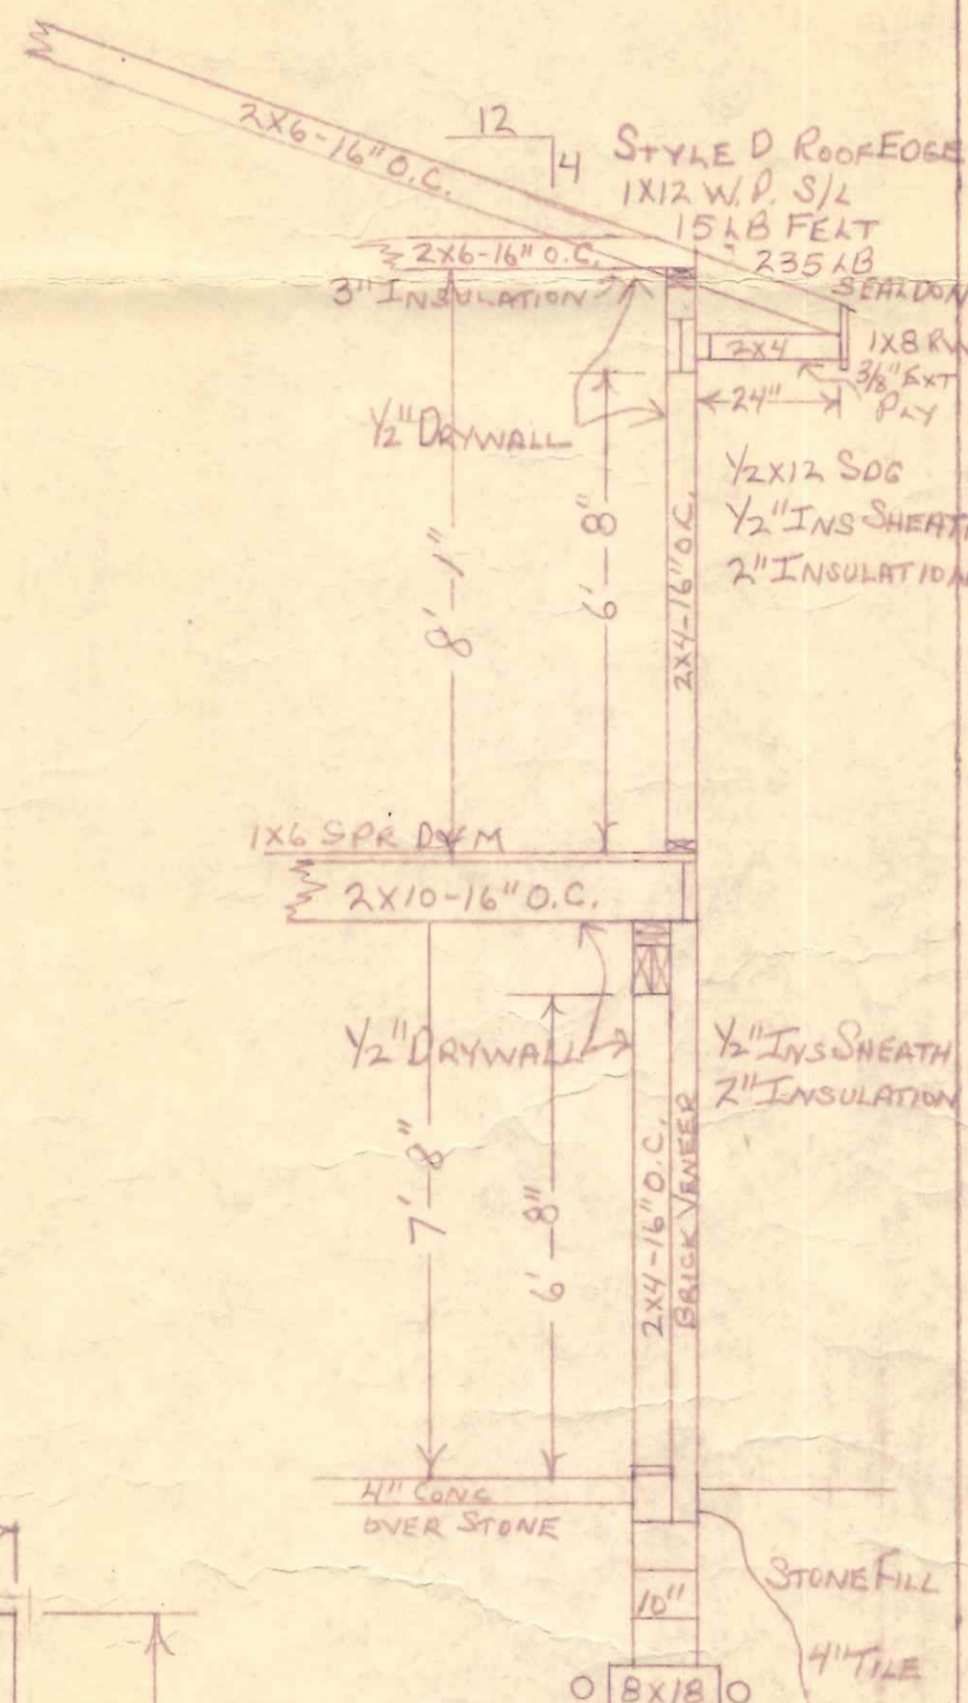 2X6-16" O.C.
12
4
STYLE D ROOF EDGE
1X12 W.P. S/L
15 LB FELT
235 LB
SEALDON
2X6-16" O.C.
3" INSULATION
2X4
1X8
3/8" EXT
PLY
24"
1/2" DRYWALL
1/2X12 SDG
1/2" INS SHEATH
2" INSULATION
8'-1"
6'-8"
2X4-16" O.C.
1X6 SPR D&M
2X10-16" O.C.
1/2" DRYWALL
1/2" INS SHEATH
2" INSULATION
7'-8"
6'-8"
2X4-16" O.C.
BRICK VENEER
4" CONC
OVER STONE
STONE FILL
10"
4" TILE
8X18